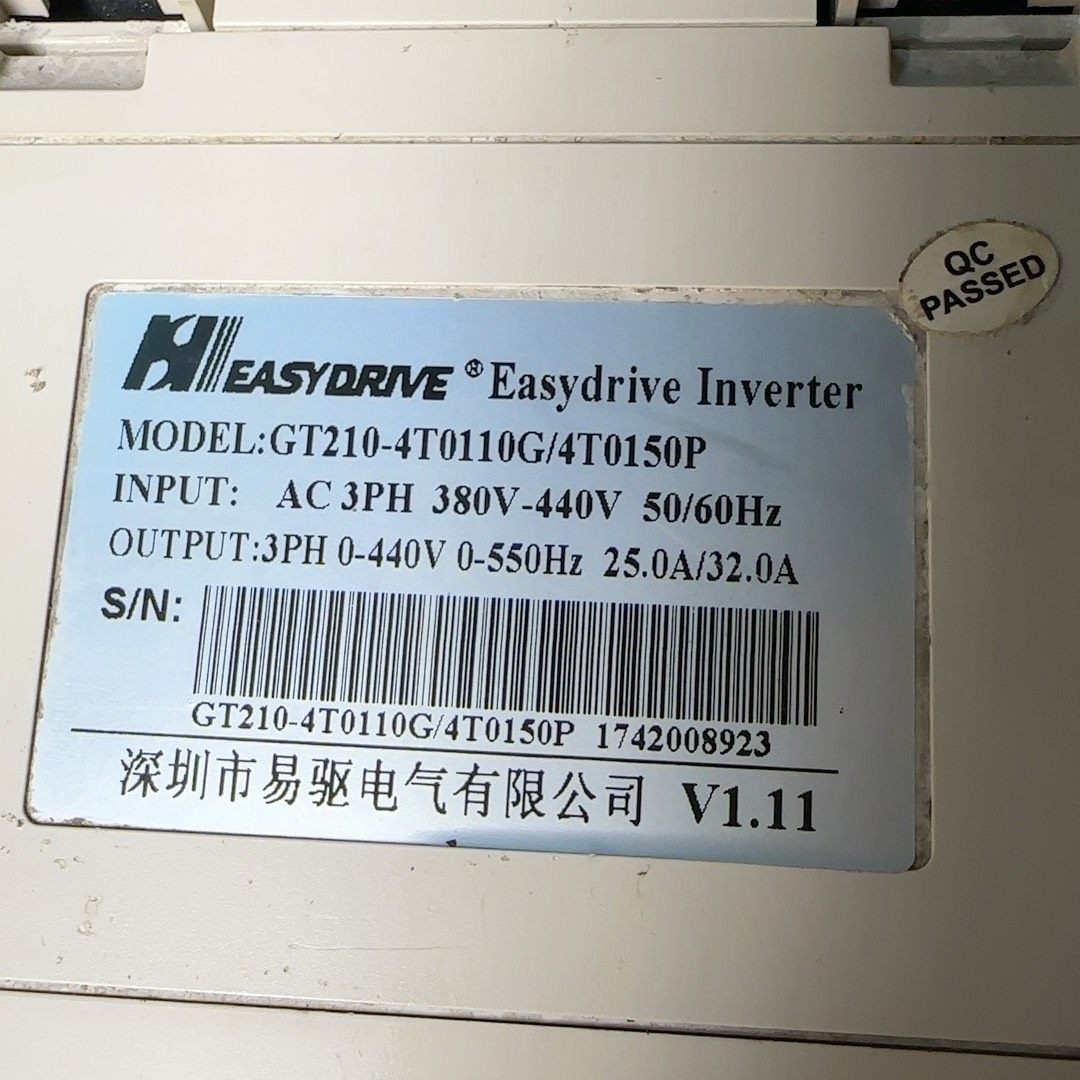 QC
PASSED
EASYDRIVE ® Easydrive Inverter
MODEL:GT210-4T0110G/4T0150P
INPUT: AC 3PH 380V-440V 50/60Hz
OUTPUT:3PH 0-440V 0-550Hz 25.0A/32.0A
S/N:
GT210-4T0110G/4T0150P 1742008923
深圳市易驱电气有限公司 V1.11